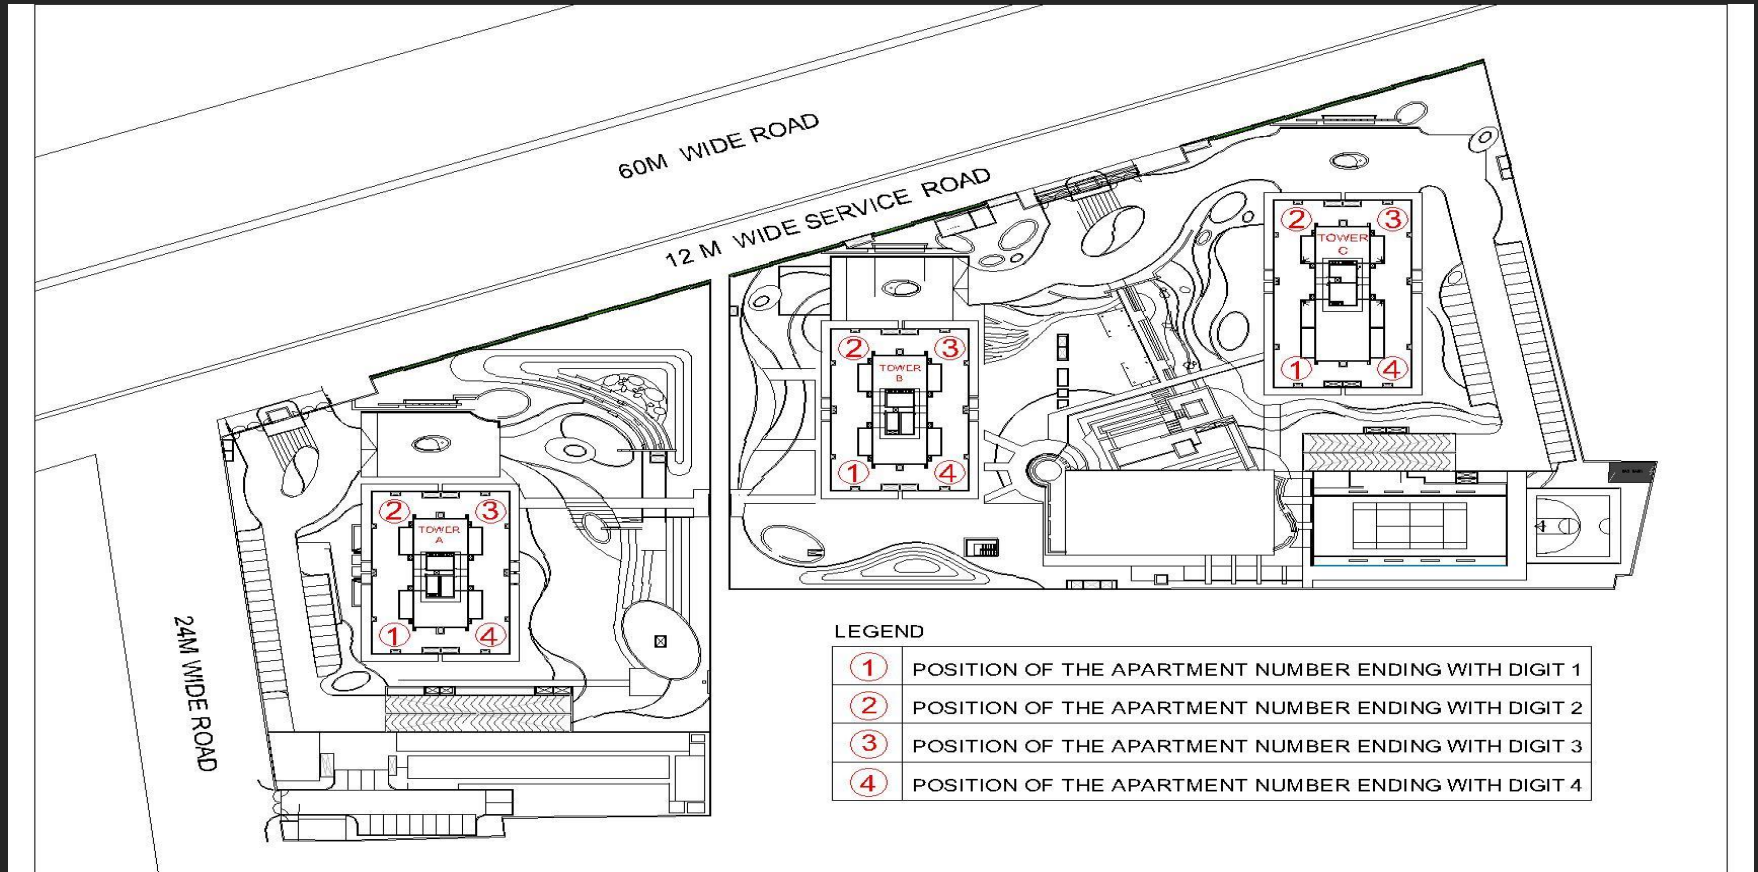 60M WIDE ROAD
12 M WIDE SERVICE ROAD
2 3
TOWER
C
1 4
2 3
TOWER
B
1 4
2 3
TOWER
A
1 4
24M WIDE ROAD
LEGEND
1 POSITION OF THE APARTMENT NUMBER ENDING WITH DIGIT 1
2 POSITION OF THE APARTMENT NUMBER ENDING WITH DIGIT 2
3 POSITION OF THE APARTMENT NUMBER ENDING WITH DIGIT 3
4 POSITION OF THE APARTMENT NUMBER ENDING WITH DIGIT 4